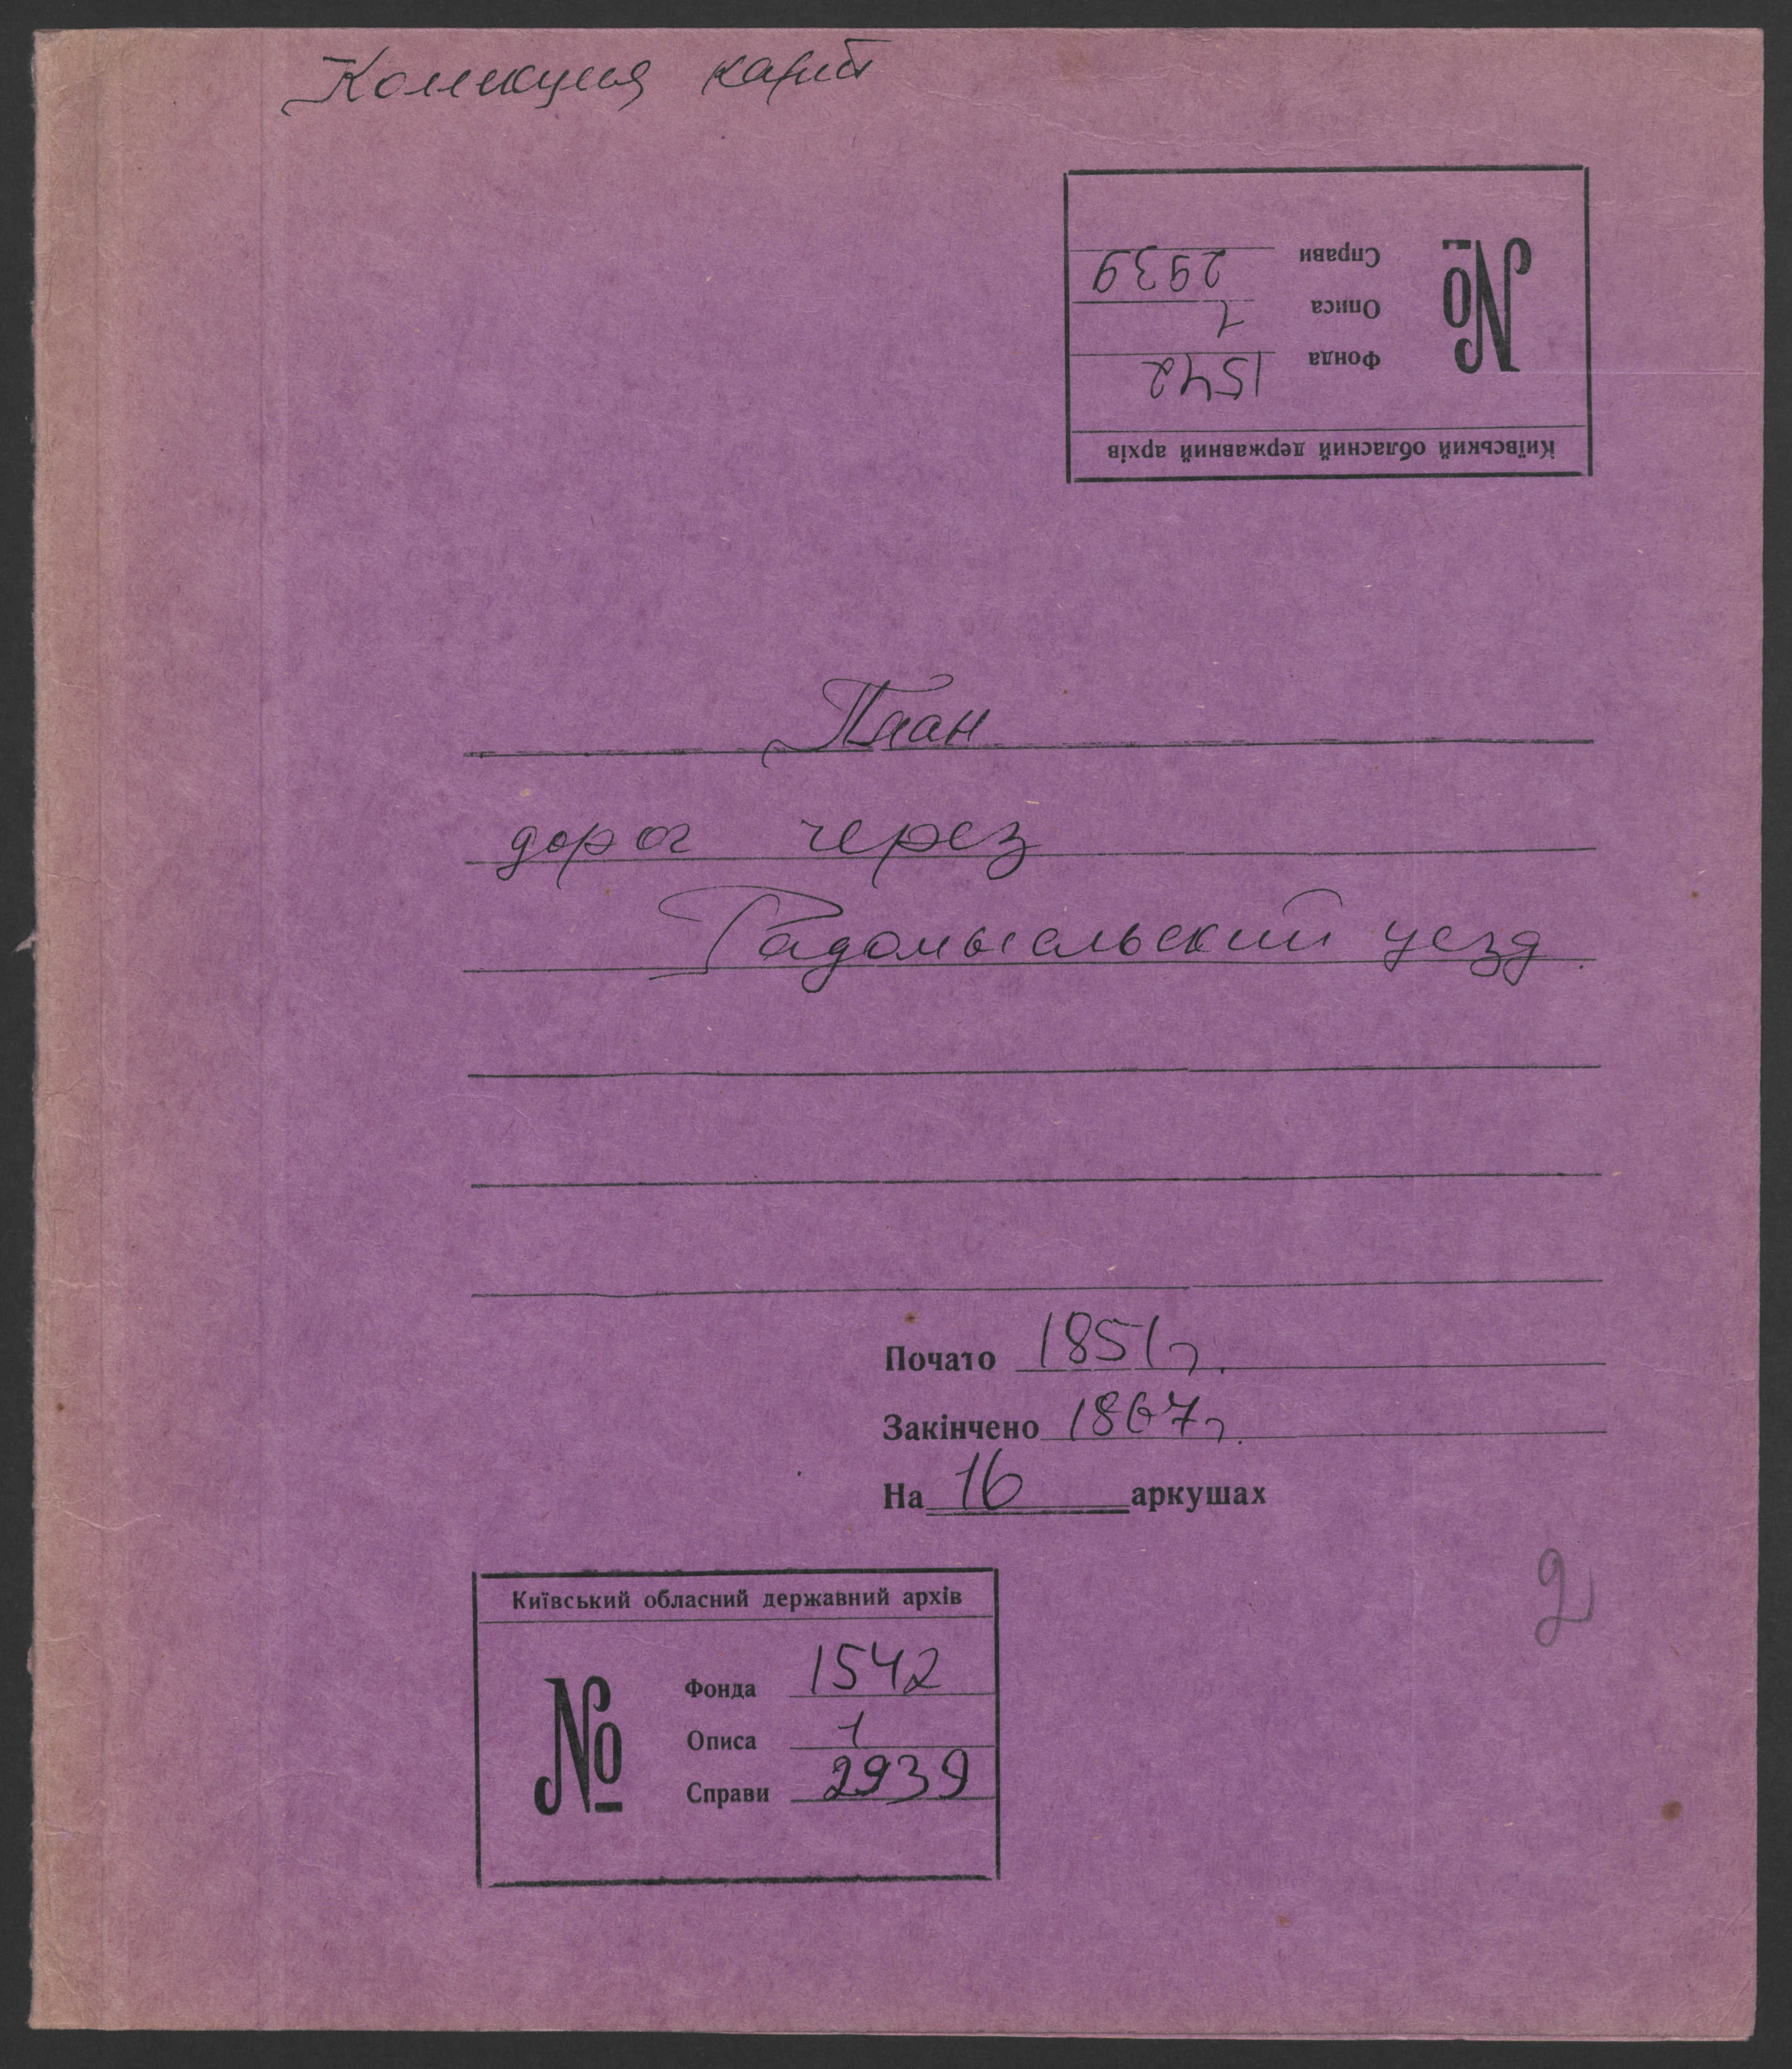 Коллекция карт
Справи 2939
Описа 1
№
Фонда 1542
Київський обласний державний архів
План
дорог через
Радомысльский уезд.
Почато 1851 г.
Закінчено 1867 г.
На 16 аркушах
2
Київський обласний державний архів
Фонда 1542
№
Описа 1
Справи 2939